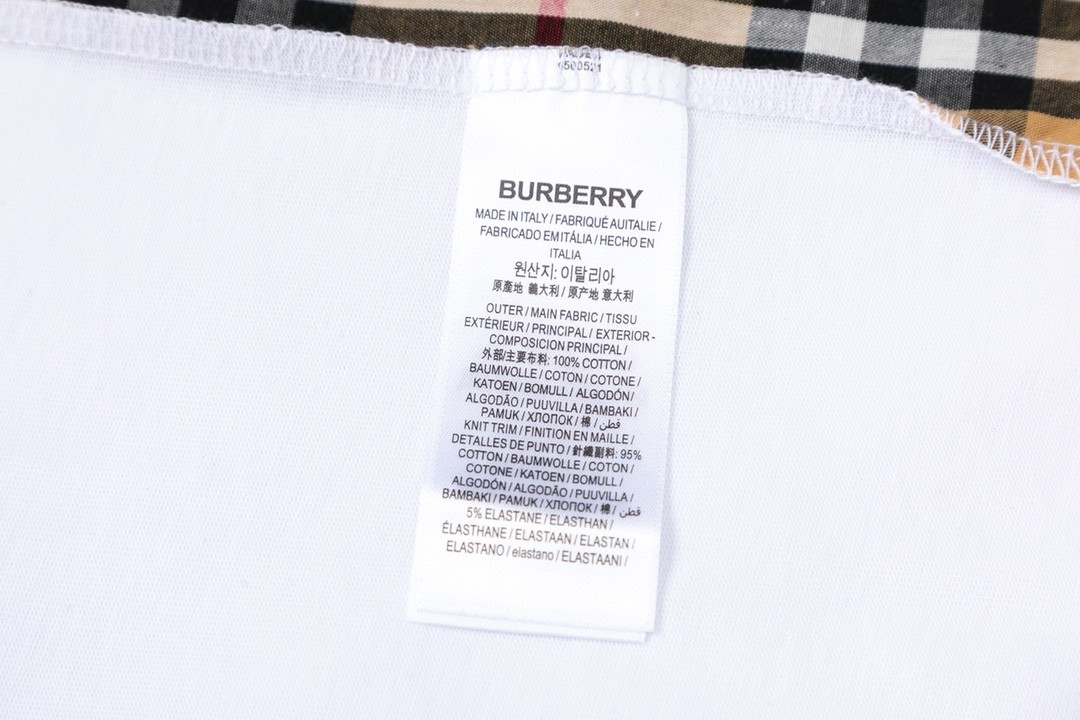 BURBERRY
MADE IN ITALY / FABRIQUÉ AUITALIE /
FABRICADO EM ITÁLIA / HECHO EN
ITALIA
원산지: 이탈리아
原產地 義大利 / 原产地 意大利
OUTER / MAIN FABRIC / TISSU
EXTÉRIEUR / PRINCIPAL / EXTERIOR -
COMPOSICION PRINCIPAL /
外部/主要布料: 100% COTTON /
BAUMWOLLE / COTON / COTONE /
KATOEN / BOMULL / ALGODÓN /
ALGODÃO / PUUVILLA / BAMBAKI /
PAMUK / ХЛОПОК / 棉 / قطن
KNIT TRIM / FINITION EN MAILLE /
DETALLES DE PUNTO / 針織副料: 95%
COTTON / BAUMWOLLE / COTON /
COTONE / KATOEN / BOMULL /
ALGODÓN / ALGODÃO / PUUVILLA /
BAMBAKI / PAMUK / ХЛОПОК / 棉 / قطن
5% ELASTANE / ELASTHAN /
ÉLASTHANE / ELASTAAN / ELASTAN /
ELASTANO / elastano / ELASTAANI /